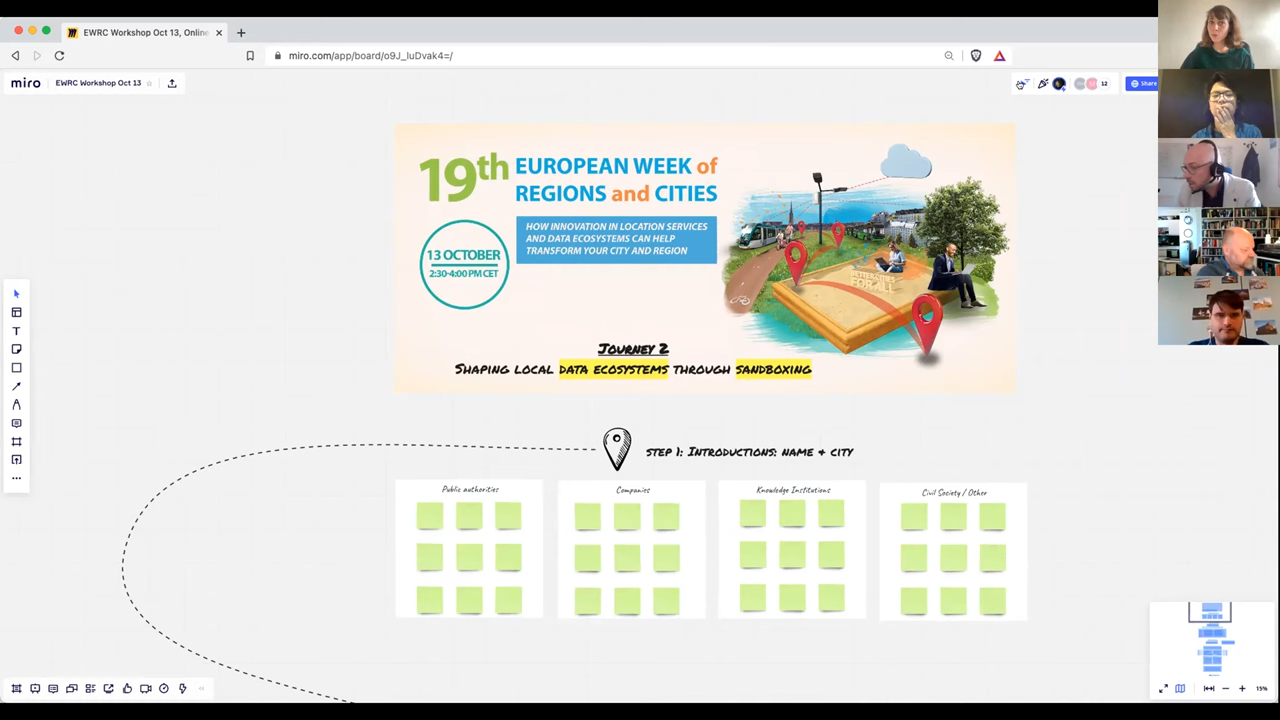 EWRC Workshop Oct 13, Online
miro.com/app/board/o9J_luDvak4=/
miro
EWRC Workshop Oct 13
12
Share
19th EUROPEAN WEEK of
REGIONS and CITIES
13 OCTOBER
2:30-4:00 PM CET
HOW INNOVATION IN LOCATION SERVICES
AND DATA ECOSYSTEMS CAN HELP
TRANSFORM YOUR CITY AND REGION
FOR ALL
JOURNEY 2
SHAPING LOCAL DATA ECOSYSTEMS THROUGH SANDBOXING
STEP 1: INTRODUCTIONS: NAME + CITY
Public authorities
Companies
Knowledge Institutions
Civil Society / Other
15%